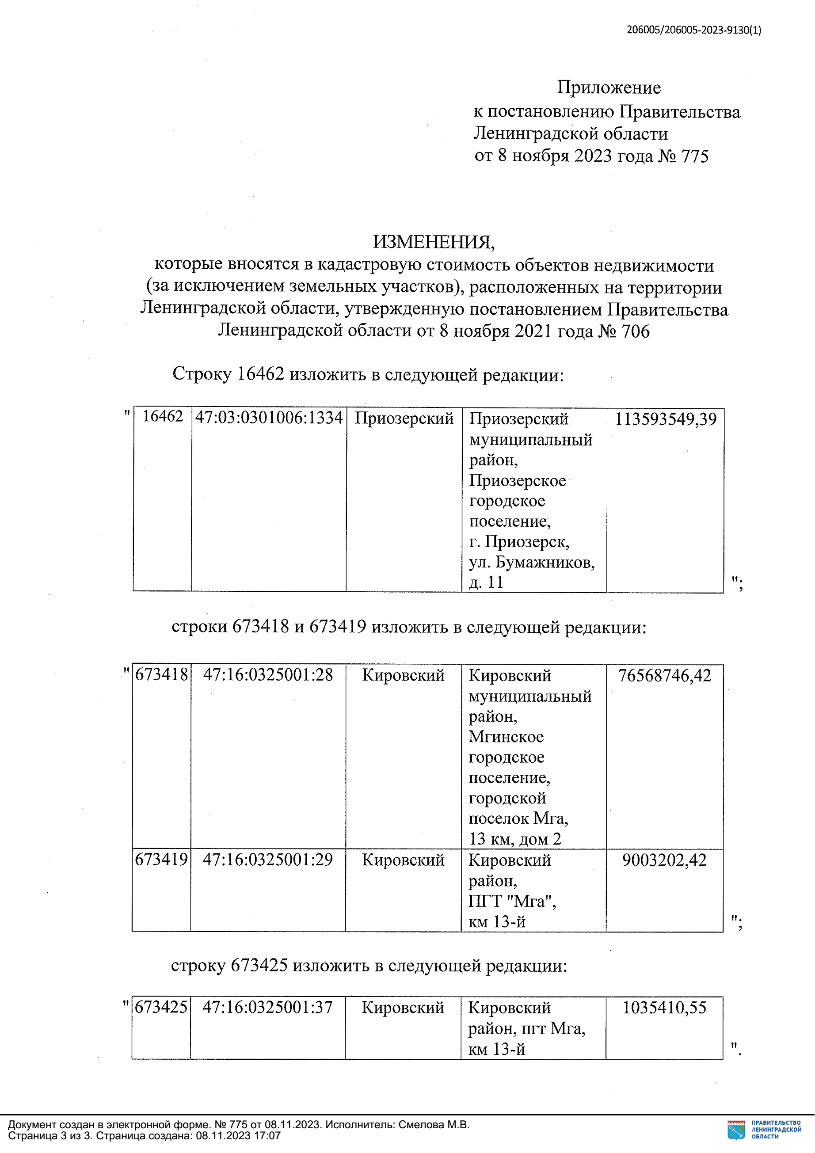 206005/206005-2023-9130(1)
Приложение
к постановлению Правительства
Ленинградской области
от 8 ноября 2023 года № 775
ИЗМЕНЕНИЯ,
которые вносятся в кадастровую стоимость объектов недвижимости
(за исключением земельных участков), расположенных на территории
Ленинградской области, утвержденную постановлением Правительства
Ленинградской области от 8 ноября 2021 года № 706
Строку 16462 изложить в следующей редакции:
" 16462 47:03:0301006:1334 Приозерский Приозерский 113593549,39
муниципальный
район,
Приозерское
городское
поселение,
г. Приозерск,
ул. Бумажников,
д. 11 ";
строки 673418 и 673419 изложить в следующей редакции:
" 673418 47:16:0325001:28 Кировский Кировский 76568746,42
муниципальный
район,
Мгинское
городское
поселение,
городской
поселок Мга,
13 км, дом 2
673419 47:16:0325001:29 Кировский Кировский 9003202,42
район,
ПГТ "Мга",
км 13-й ";
строку 673425 изложить в следующей редакции:
" 673425 47:16:0325001:37 Кировский Кировский 1035410,55
район, пгт Мга,
км 13-й ".
Документ создан в электронной форме. № 775 от 08.11.2023. Исполнитель: Смелова М.В.
Страница 3 из 3. Страница создана: 08.11.2023 17:07
ПРАВИТЕЛЬСТВО
ЛЕНИНГРАДСКОЙ
ОБЛАСТИ